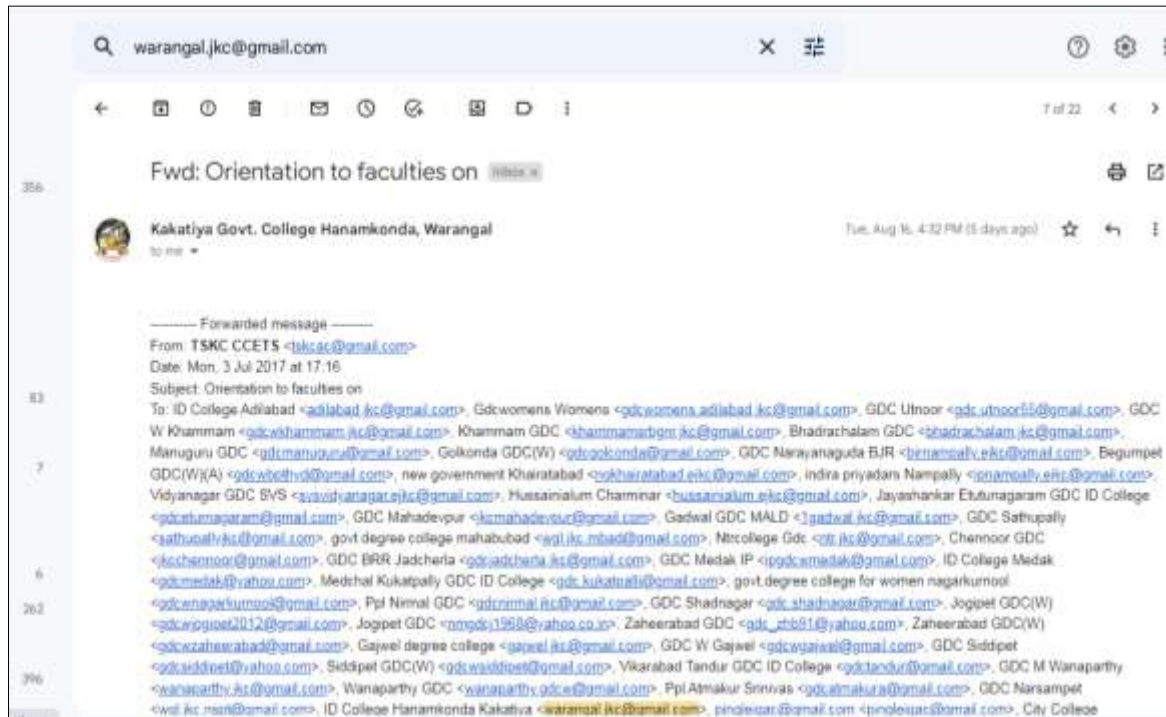 warangal.jkc@gmail.com
7 of 22
Fwd: Orientation to faculties on Inbox x
356
Kakatiya Govt. College Hanamkonda, Warangal
Tue, Aug 16, 4:32 PM (5 days ago)
to me
---------- Forwarded message ---------
From: TSKC CCETS <tskcac@gmail.com>
Date: Mon, 3 Jul 2017 at 17:16
Subject: Orientation to faculties on
83
To: ID College Adilabad <adilabad.jkc@gmail.com>, Gdcwomens Womens <gdcwomens.adilabad.jkc@gmail.com>, GDC Utnoor <gdc.utnoor55@gmail.com>, GDC
W Khammam <gdcwkhammam.jkc@gmail.com>, Khammam GDC, Bhadrachalam GDC <bhadrachalam.jkc@gmail.com>,
Manuguru GDC <gdcmanuguru@gmail.com>, Golkonda GDC(W) <gdcgolconda@gmail.com>, GDC Narayanaguda BJR, Begumpet
7
GDC(W)(A), new government Khairatabad, indira priyadarsi Nampally
Vidyanagar GDC SVS <svsvidyanagar.ejkc@gmail.com>, Hussainialum Charminar <hussainialum.ejkc@gmail.com>, Jayashankar Etutunagaram GDC ID College
<gdceturnagaram@gmail.com>, GDC Mahadevpur <jkcmahadevpur@gmail.com>, Gadwal GDC MALD <1gadwal.jkc@gmail.com>, GDC Sathupally
<sathupally.jkc@gmail.com>, govt degree college mahabubad <wgl.jkc.mbad@gmail.com>, Ntrcollege Gdc <ntr.jkc@gmail.com>, Chennoor GDC
<jkcchennoor@gmail.com>, GDC BRR Jadcherla <gdcjadcherla.jkc@gmail.com>, GDC Medak IP <ipgdcwmedak@gmail.com>, ID College Medak
6
<gdcmedak@yahoo.com>, Medchal Kukatpally GDC ID College <gdc.kukatpalli@gmail.com>, govt.degree college for women nagarkurnool
262
<gdcwnagarkurnool@gmail.com>, Ppl Nirmal GDC <gdcnirmal.jkc@gmail.com>, GDC Shadnagar <gdc.shadnagar@gmail.com>, Jogipet GDC(W)
<gdcwjogipet2012@gmail.com>, Jogipet GDC <nmgdcj1968@yahoo.co.in>, Zaheerabad GDC <gdc_zhb91@yahoo.com>, Zaheerabad GDC(W)
<gdcwzaheerabad@gmail.com>, Gajwel degree college <gajwel.jkc@gmail.com>, GDC W Gajwel <gdcwgajwel@gmail.com>, GDC Siddipet
<gdcsiddipet@yahoo.com>, Siddipet GDC(W) <gdcwsiddipet@gmail.com>, Vikarabad Tandur GDC ID College <gdctandur@gmail.com>, GDC M Wanaparthy
396
<wanaparthy.jkc@gmail.com>, Wanaparthy GDC <wanaparthy.gdcw@gmail.com>, Ppl Atmakur Srinivas <gdcatmakura@gmail.com>, GDC Narsampet
<wgl.jkc.nspt@gmail.com>, ID College Hanamkonda Kakatiya <warangal.jkc@gmail.com>, pingleigac@gmail.com <pingleigac@gmail.com>, City College